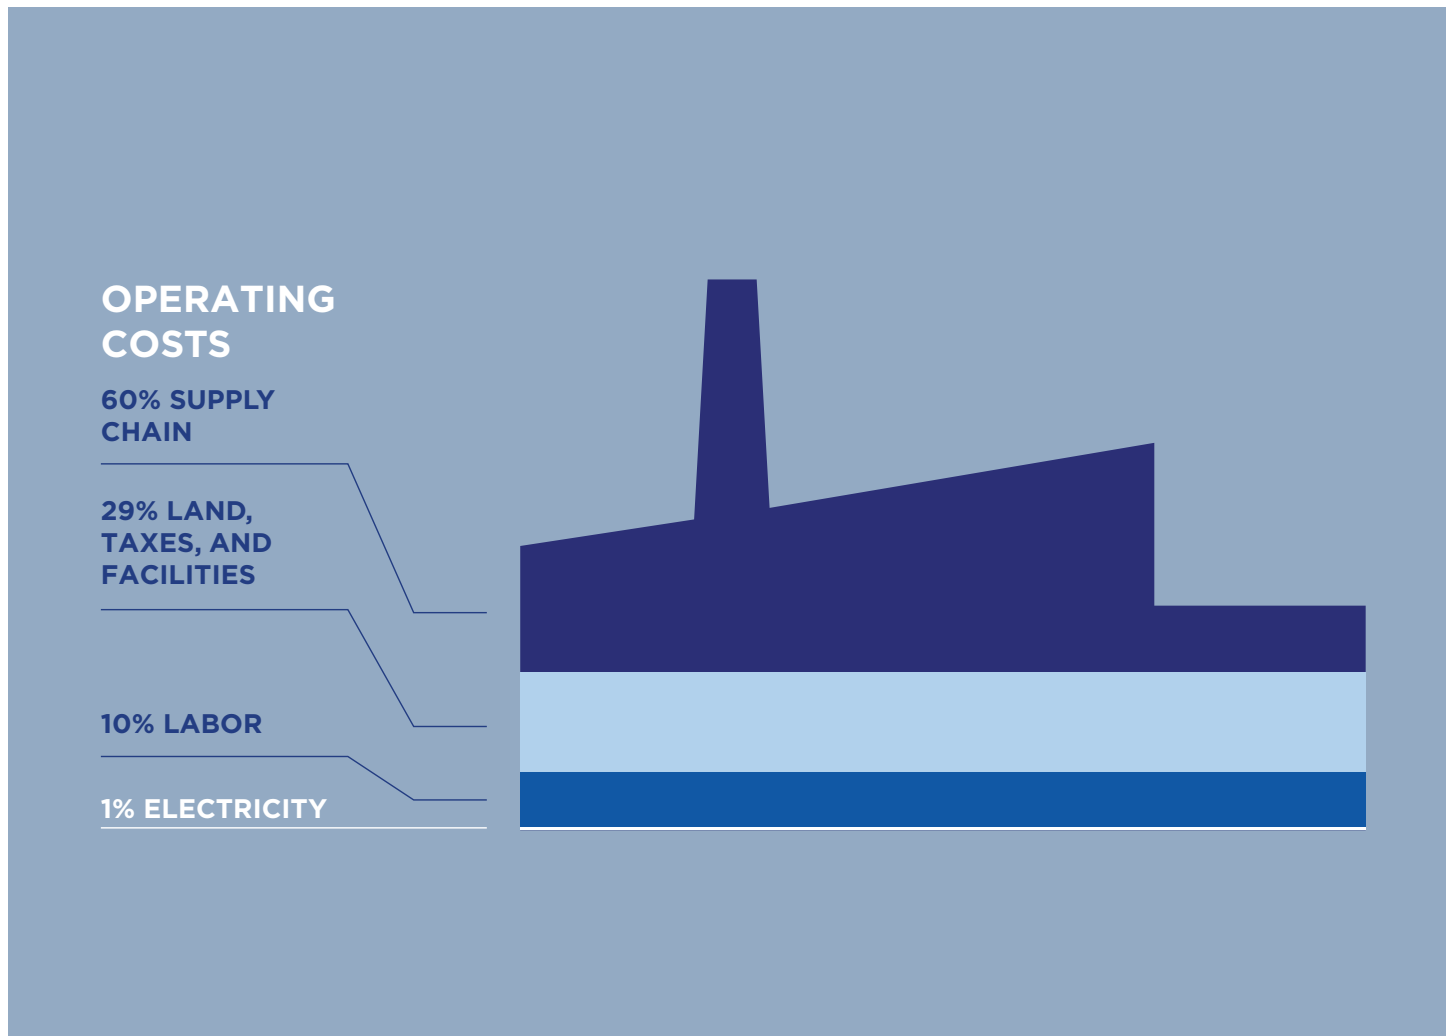 OPERATING
COSTS
60% SUPPLY
CHAIN
29% LAND,
TAXES, AND
FACILITIES
10% LABOR
1% ELECTRICITY